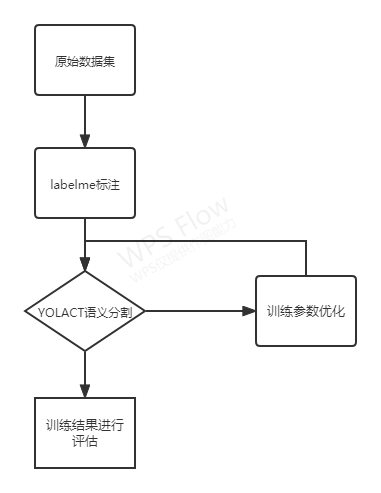 原始数据集
labelme标注
WPS Flow
YOLACT语义分割
训练参数优化
训练结果进行
评估